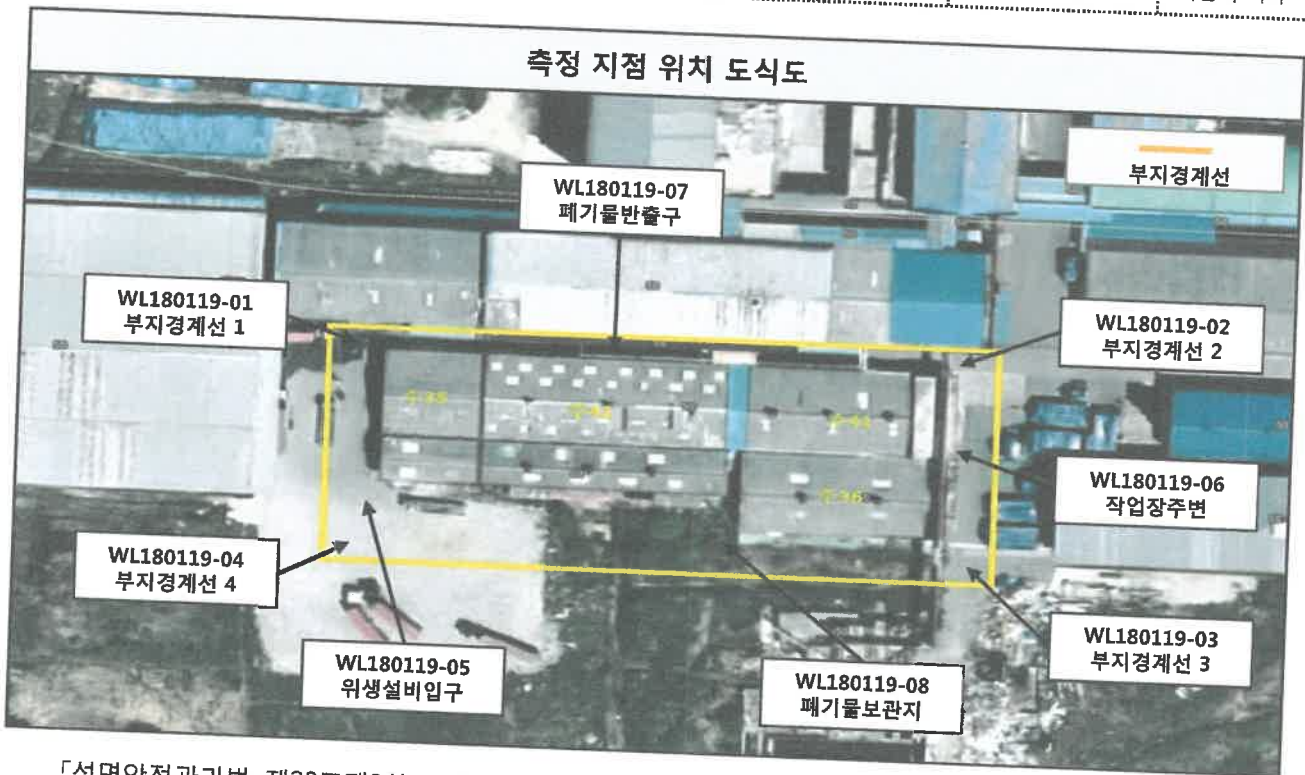 측정 지점 위치 도식도
부지경계선
WL180119-07
폐기물반출구
WL180119-01
부지경계선 1
WL180119-02
부지경계선 2
WL180119-06
작업장주변
WL180119-04
부지경계선 4
WL180119-05
위생설비입구
WL180119-08
폐기물보관지
WL180119-03
부지경계선 3